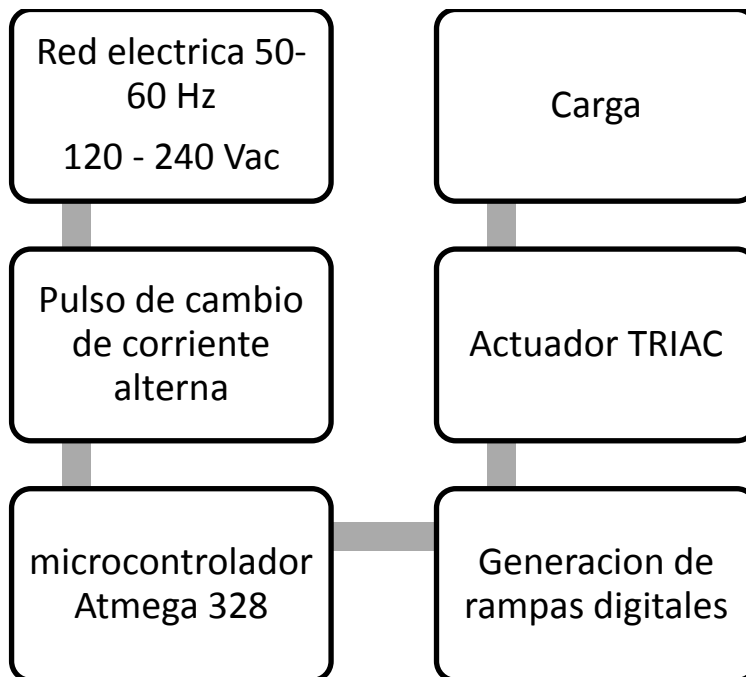 Red electrica 50-
60 Hz
120 - 240 Vac
Pulso de cambio
de corriente
alterna
microcontrolador
Atmega 328
Generacion de
rampas digitales
Actuador TRIAC
Carga